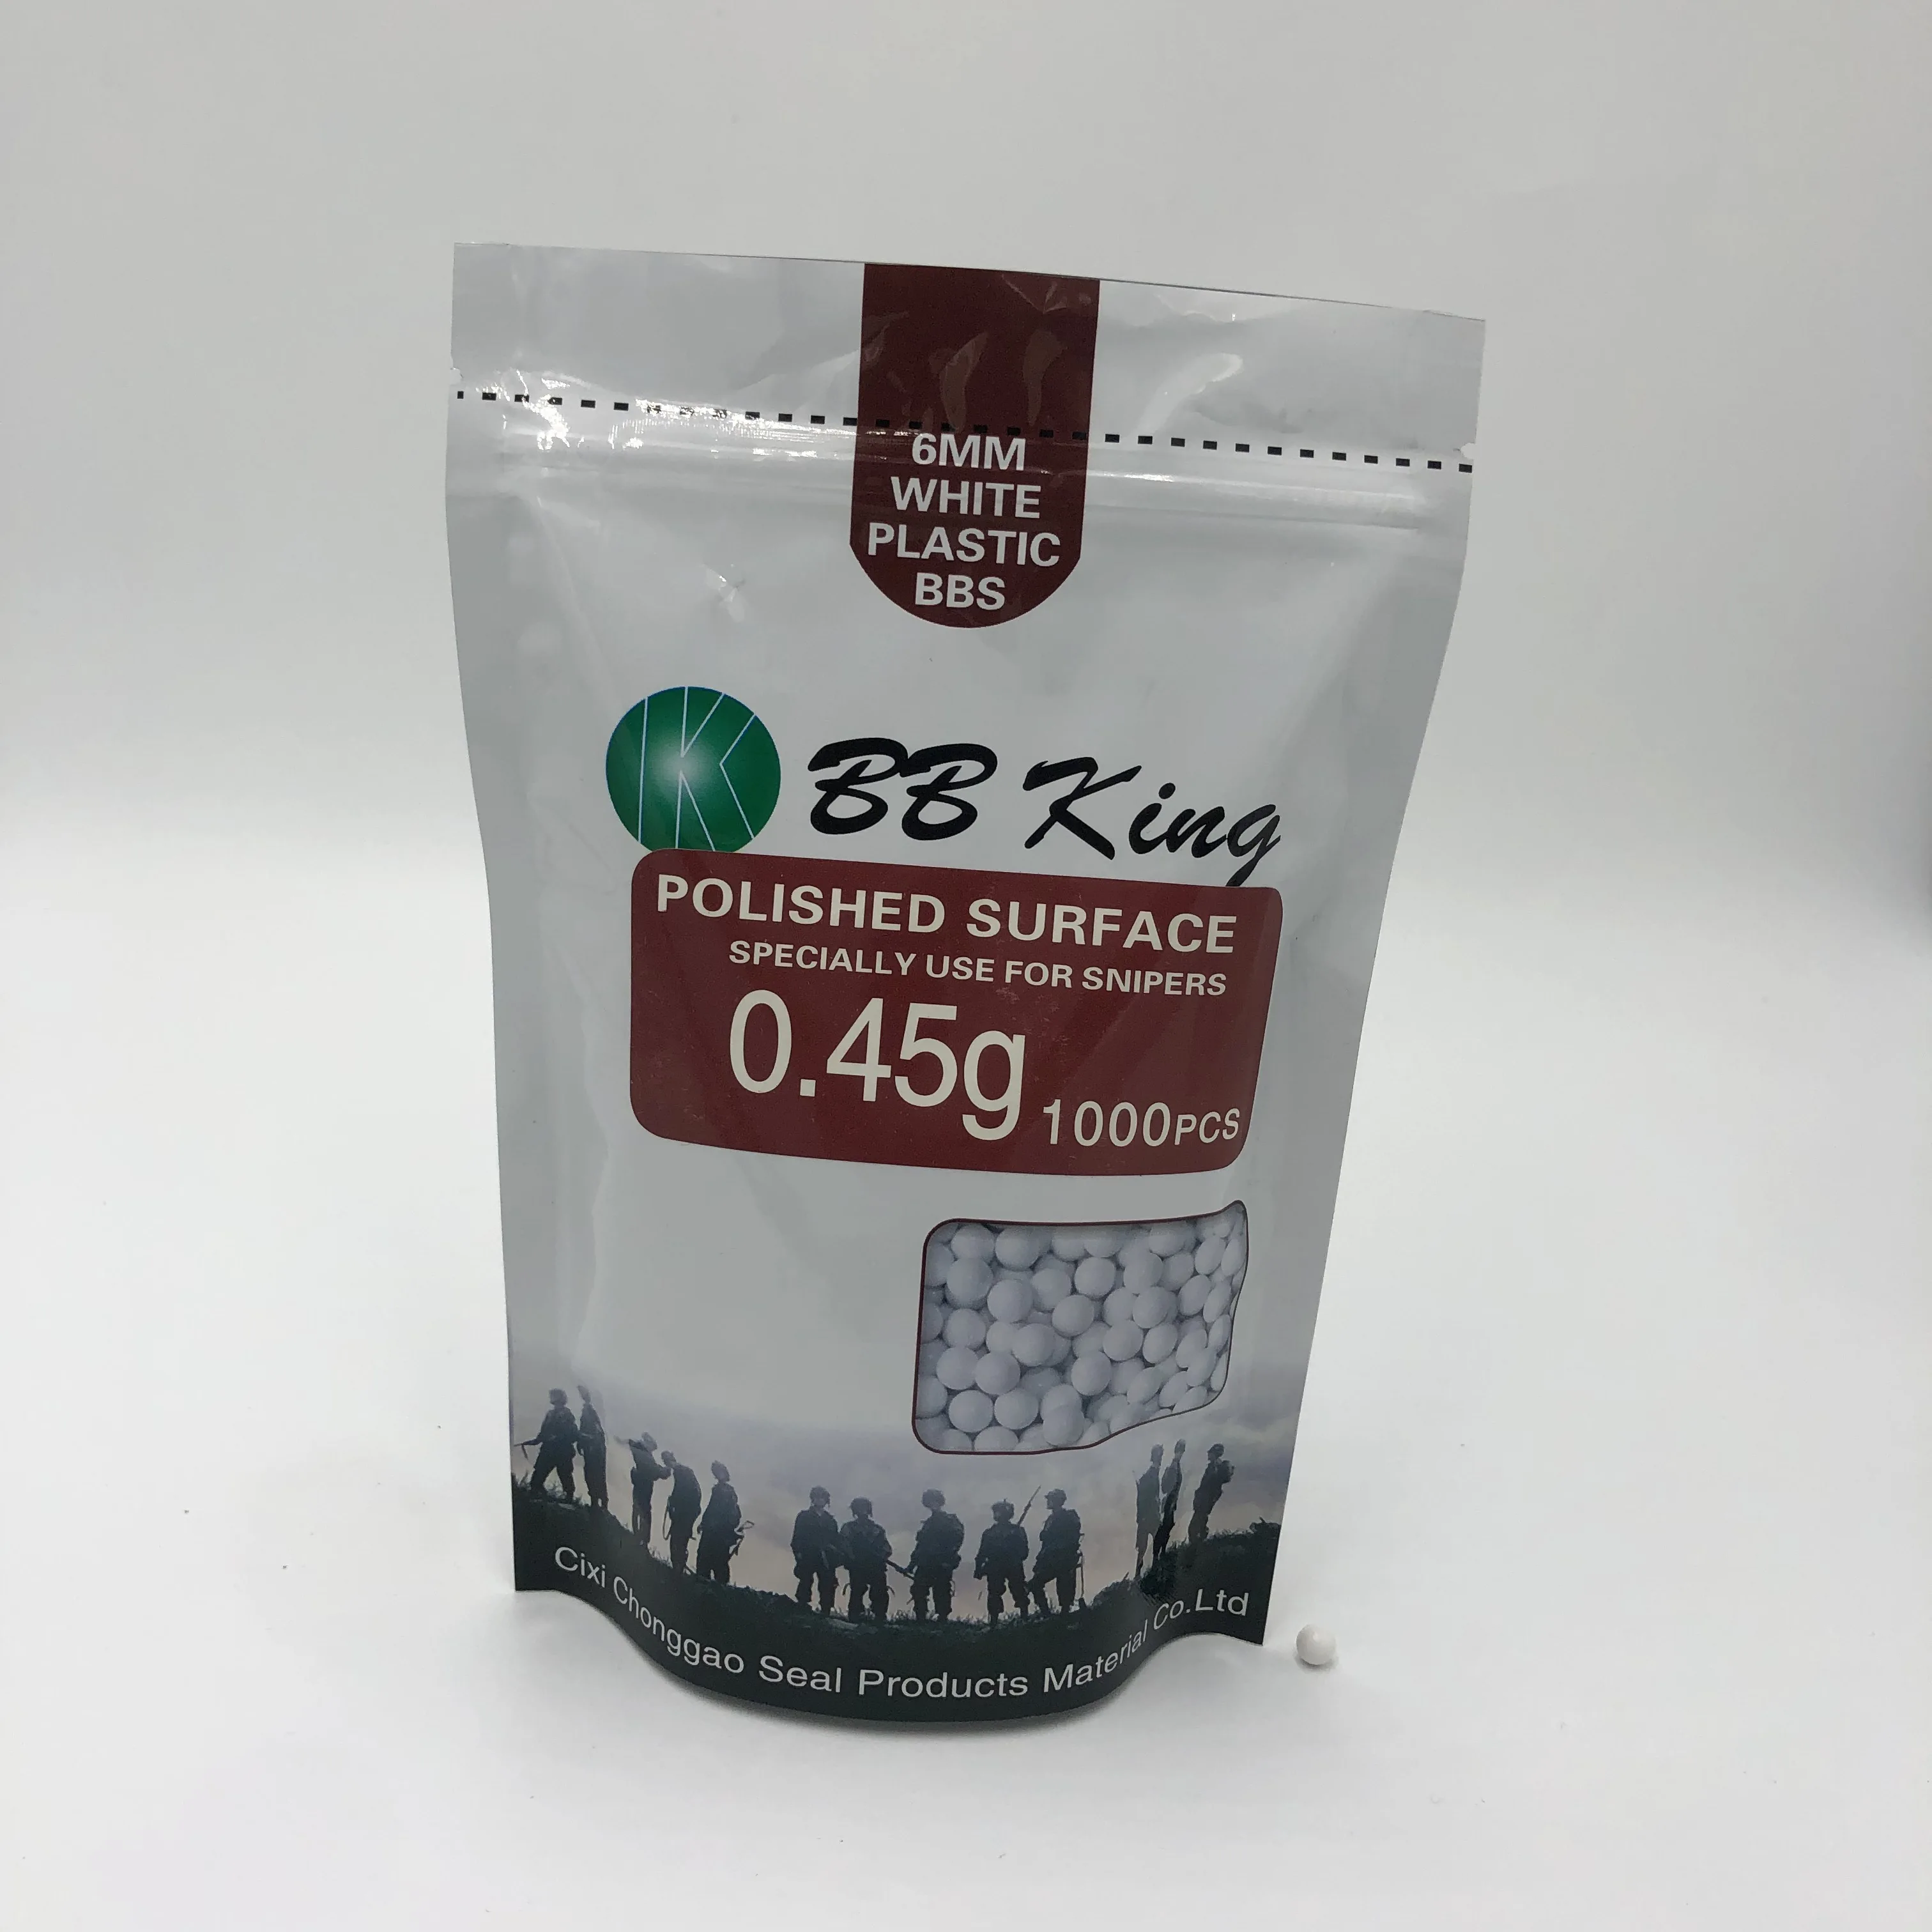 6MM
WHITE
PLASTIC
BBS
K BB King
POLISHED SURFACE
SPECIALLY USE FOR SNIPERS
0.45g 1000PCS
Cixi Chonggao Seal Products Material Co.Ltd